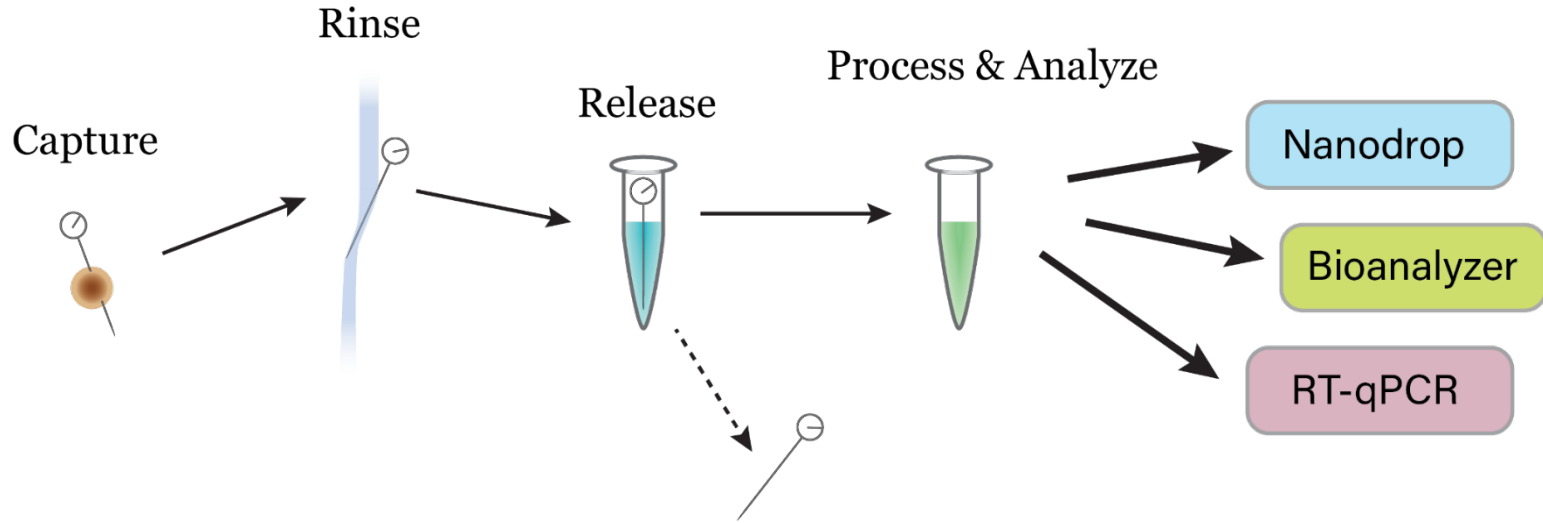 Capture
Rinse
Release
Process & Analyze
Nanodrop
Bioanalyzer
RT-qPCR